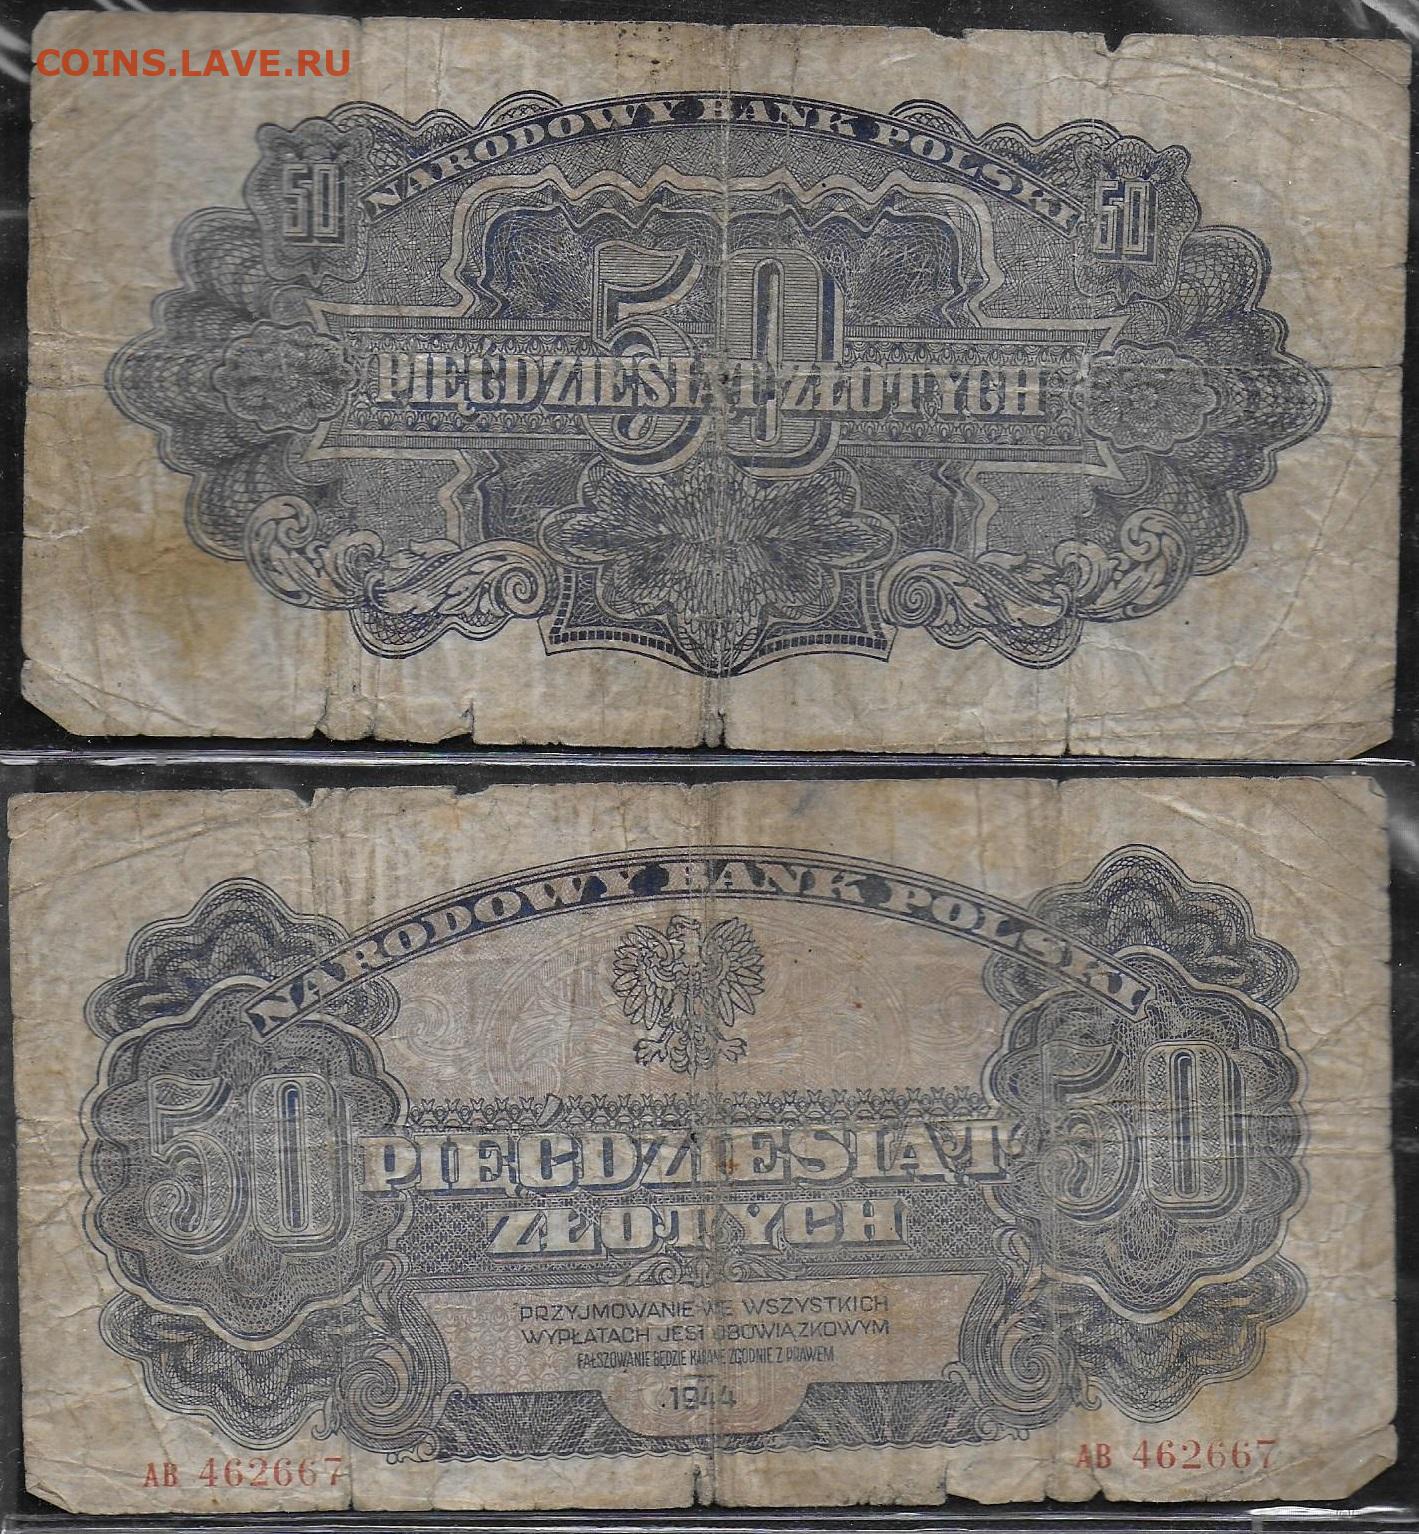 COINS.LAVE.RU
NARODOWY BANK POLSKI
50 50
50
PIĘĆDZIESIĄT ZŁOTYCH
NARODOWY BANK POLSKI
50 50
PIĘĆDZIESIĄT
ZŁOTYCH
PRZYJMOWANIE WE WSZYSTKICH
WYPŁATACH JEST OBOWIĄZKOWYM
FAŁSZOWANIE BĘDZIE KARANE ZGODNIE Z PRAWEM
1944
AB 462667 AB 462667